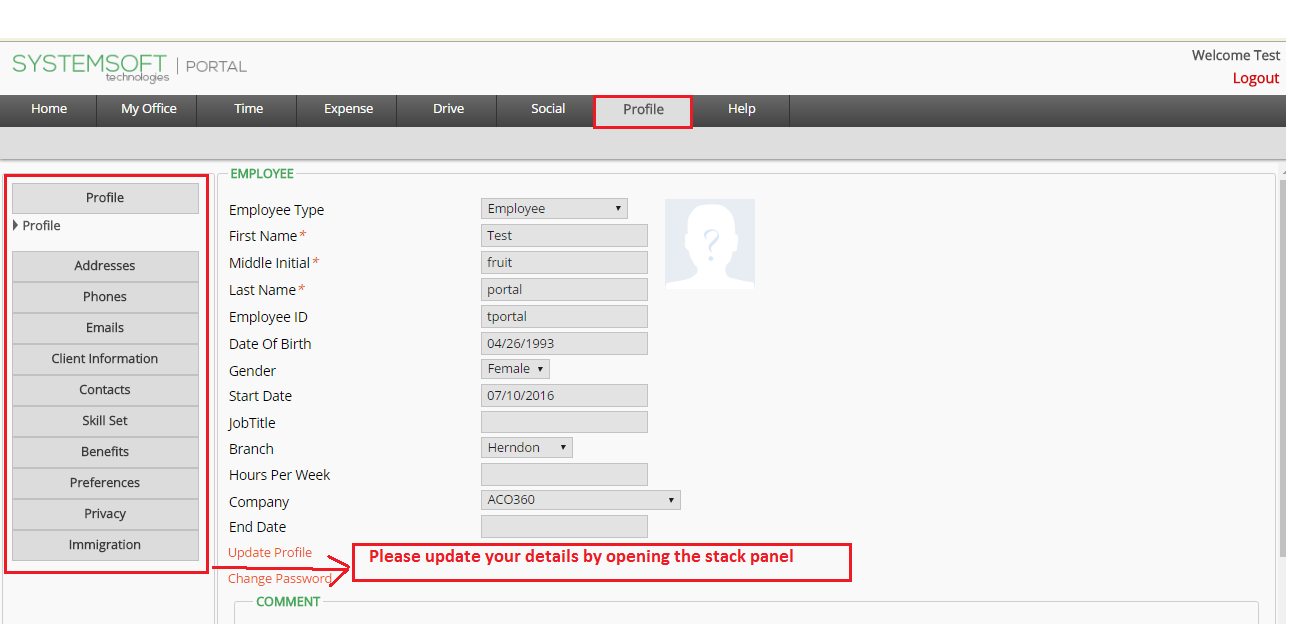 SYSTEMSOFT technologies | PORTAL
Welcome Test
Logout
Home My Office Time Expense Drive Social Profile Help
Profile
Profile
Addresses
Phones
Emails
Client Information
Contacts
Skill Set
Benefits
Preferences
Privacy
Immigration
EMPLOYEE
Employee Type Employee
First Name* Test
Middle Initial* fruit
Last Name* portal
Employee ID tportal
Date Of Birth 04/26/1993
Gender Female
Start Date 07/10/2016
JobTitle
Branch Herndon
Hours Per Week
Company ACO360
End Date
Update Profile
Please update your details by opening the stack panel
Change Password
COMMENT